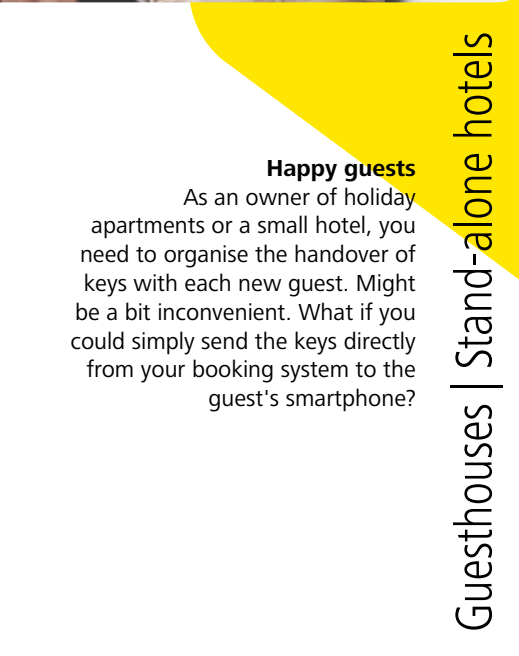 Happy guests
As an owner of holiday
apartments or a small hotel, you
need to organise the handover of
keys with each new guest. Might
be a bit inconvenient. What if you
could simply send the keys directly
from your booking system to the
guest's smartphone?
Guesthouses | Stand-alone hotels